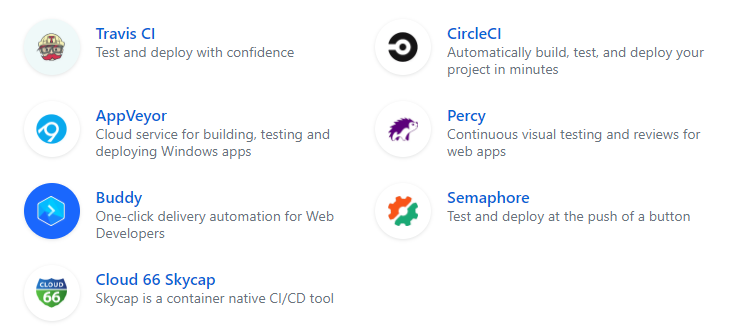 Travis CI
Test and deploy with confidence
CircleCI
Automatically build, test, and deploy your
project in minutes
AppVeyor
Cloud service for building, testing and
deploying Windows apps
Percy
Continuous visual testing and reviews for
web apps
Buddy
One-click delivery automation for Web
Developers
Semaphore
Test and deploy at the push of a button
CLOUD
66
Cloud 66 Skycap
Skycap is a container native CI/CD tool